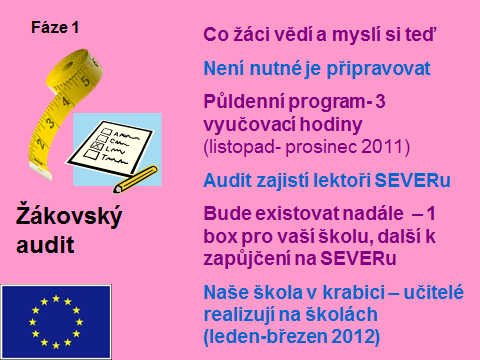 Fáze 1
Žákovský
audit
Co žáci vědí a myslí si teď
Není nutné je připravovat
Půldenní program- 3
vyučovací hodiny
(listopad- prosinec 2011)
Audit zajistí lektoři SEVERu
Bude existovat nadále – 1
box pro vaší školu, další k
zapůjčení na SEVERu
Naše škola v krabici – učitelé
realizují na školách
(leden-březen 2012)